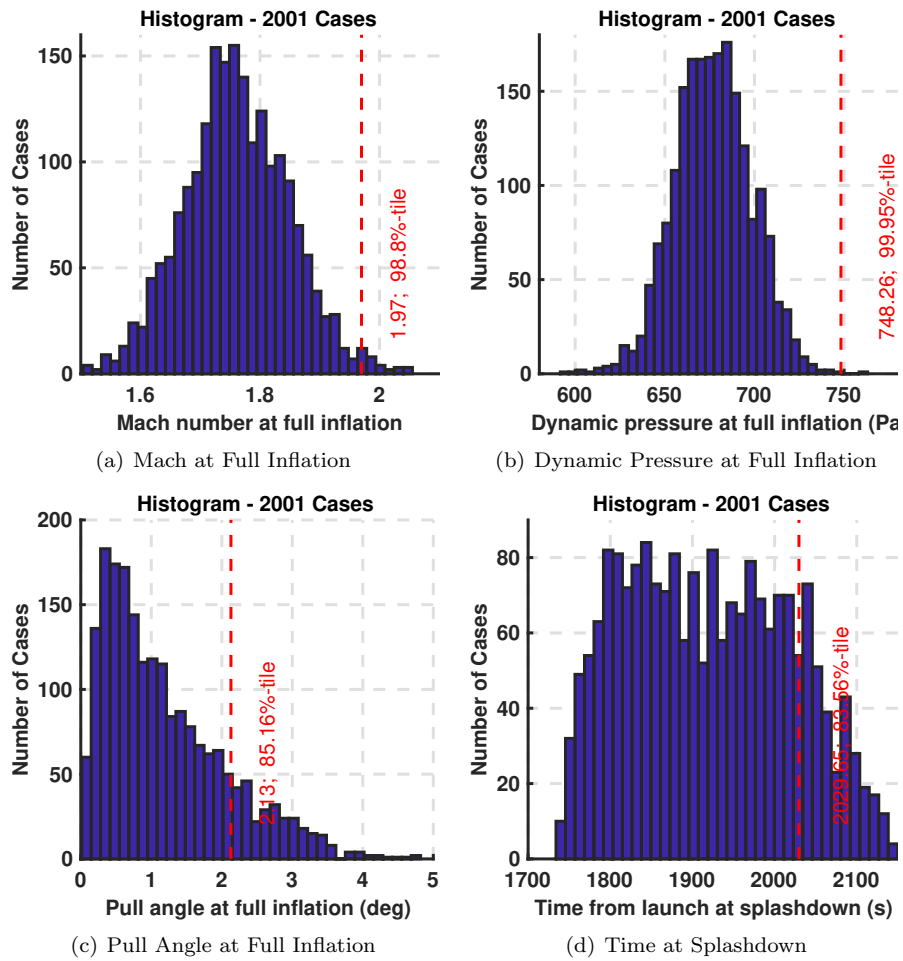 Histogram - 2001 Cases
Number of Cases
150
100
50
0
1.6
1.8
2
1.97; 98.8%-tile
Mach number at full inflation
(a) Mach at Full Inflation
Histogram - 2001 Cases
Number of Cases
150
100
50
0
600
650
700
750
748.26; 99.95%-tile
Dynamic pressure at full inflation (Pa
(b) Dynamic Pressure at Full Inflation
Histogram - 2001 Cases
Number of Cases
200
150
100
50
0
0
1
2
3
4
5
2.13; 85.16%-tile
Pull angle at full inflation (deg)
(c) Pull Angle at Full Inflation
Histogram - 2001 Cases
Number of Cases
80
60
40
20
0
1700
1800
1900
2000
2100
2029.65; 83.56%-tile
Time from launch at splashdown (s)
(d) Time at Splashdown